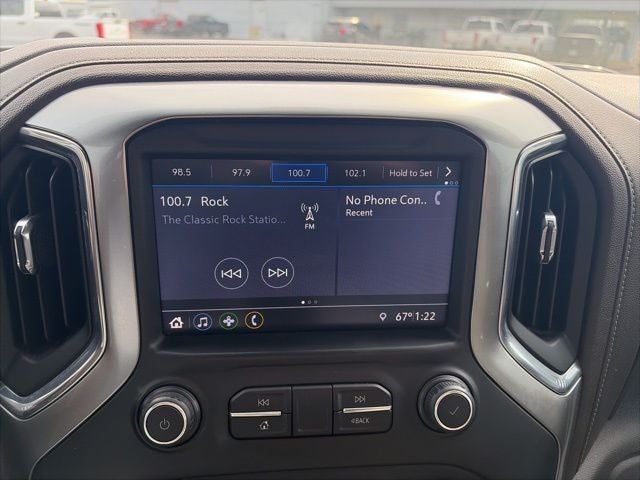 98.5 97.9 100.7 102.1 Hold to Set
100.7 Rock
The Classic Rock Statio...
FM
No Phone Con..
Recent
67° 1:22
BACK